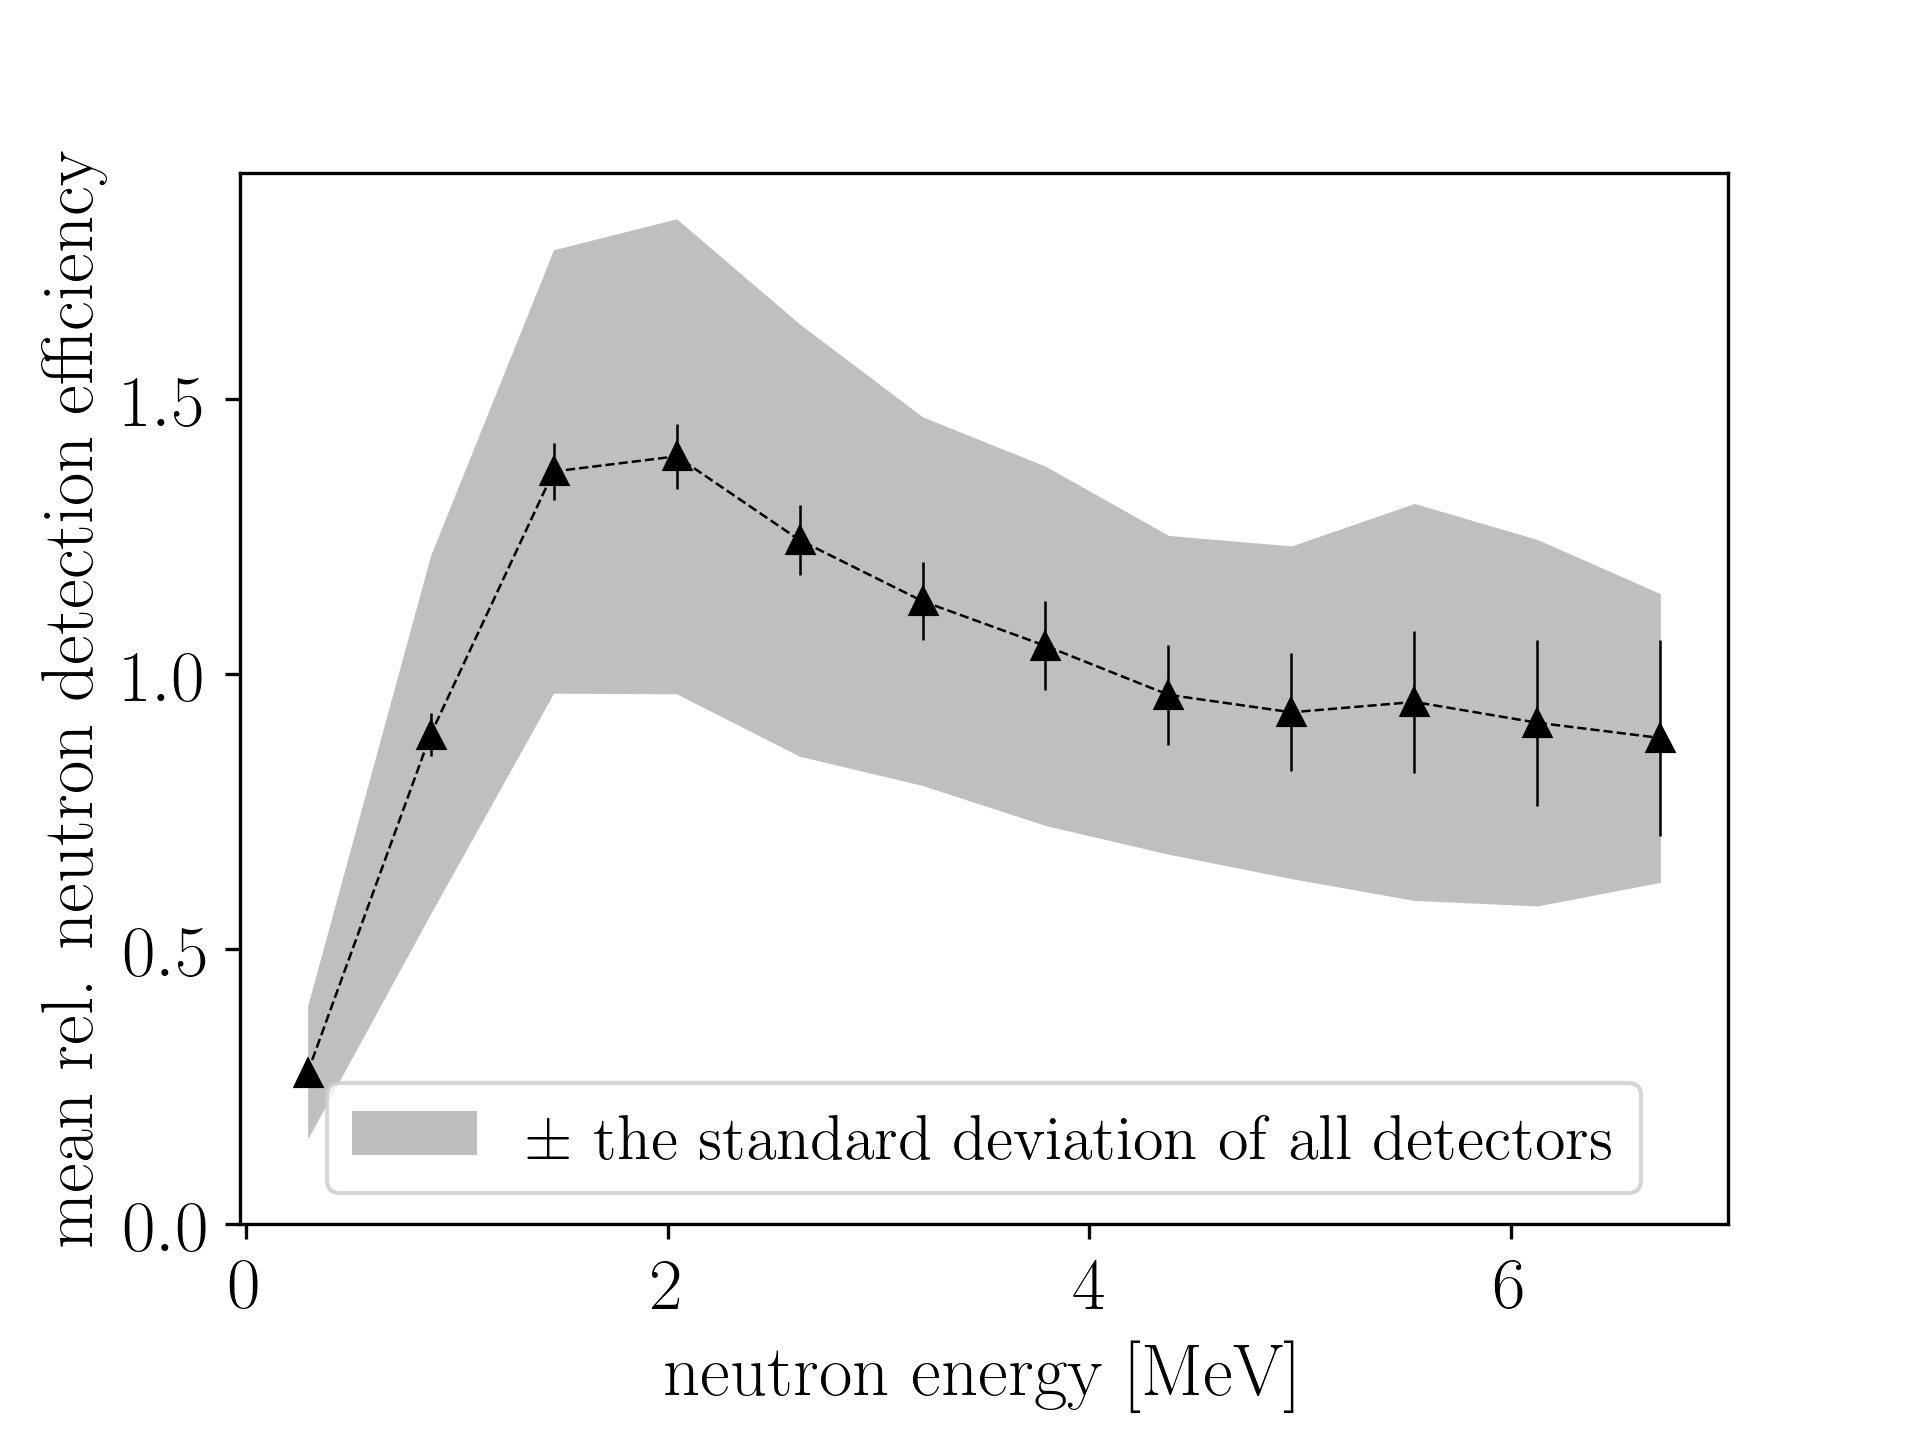 mean rel. neutron detection efficiency
1.5
1.0
0.5
0.0
± the standard deviation of all detectors
0 2 4 6
neutron energy [MeV]